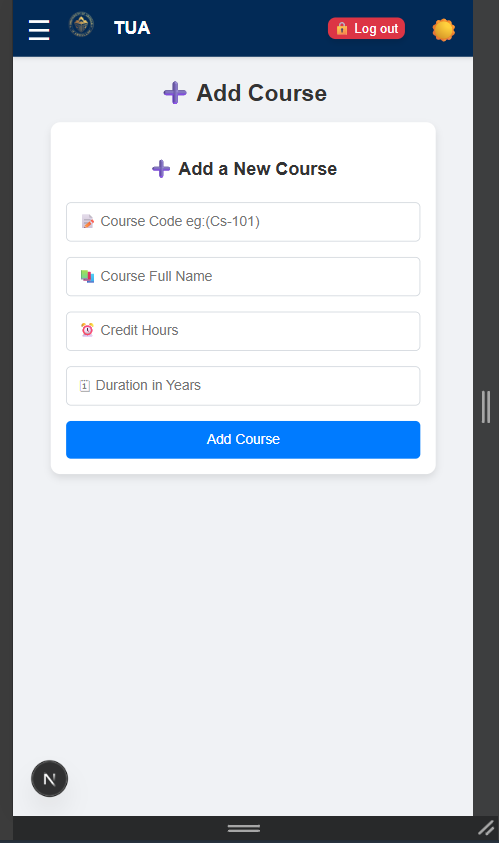 TUA
Log out
Add Course
Add a New Course
Course Code eg:(Cs-101)
Course Full Name
Credit Hours
Duration in Years
Add Course
N